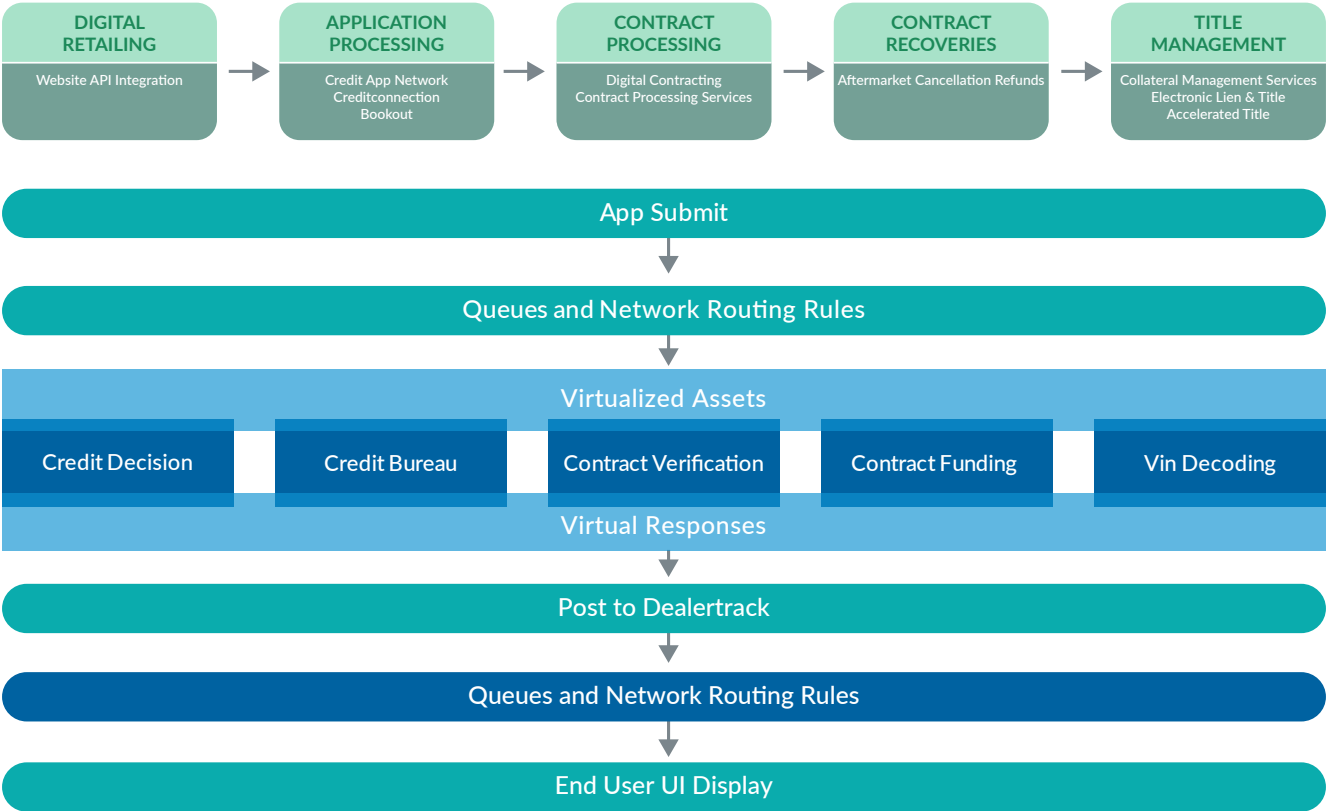 DIGITAL
RETAILING
Website API Integration
APPLICATION
PROCESSING
Credit App Network
Creditconnection
Bookout
CONTRACT
PROCESSING
Digital Contracting
Contract Processing Services
CONTRACT
RECOVERIES
Aftermarket Cancellation Refunds
TITLE
MANAGEMENT
Collateral Management Services
Electronic Lien & Title
Accelerated Title
App Submit
Queues and Network Routing Rules
Virtualized Assets
Credit Decision
Credit Bureau
Contract Verification
Contract Funding
Vin Decoding
Virtual Responses
Post to Dealertrack
Queues and Network Routing Rules
End User UI Display